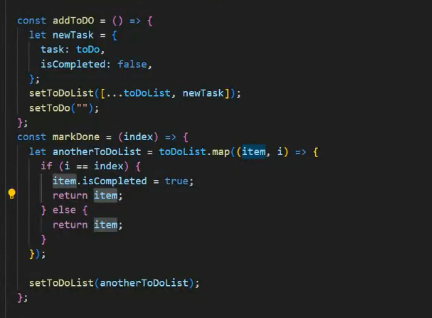 const addToDO = () => {
  let newTask = {
    task: toDo,
    isCompleted: false,
  };
  setToDoList([...toDoList, newTask]);
  setToDo("");
};
const markDone = (index) => {
  let anotherToDoList = toDoList.map((item, i) => {
    if (i == index) {
      item.isCompleted = true;
      return item;
    } else {
      return item;
    }
  });

  setToDoList(anotherToDoList);
};